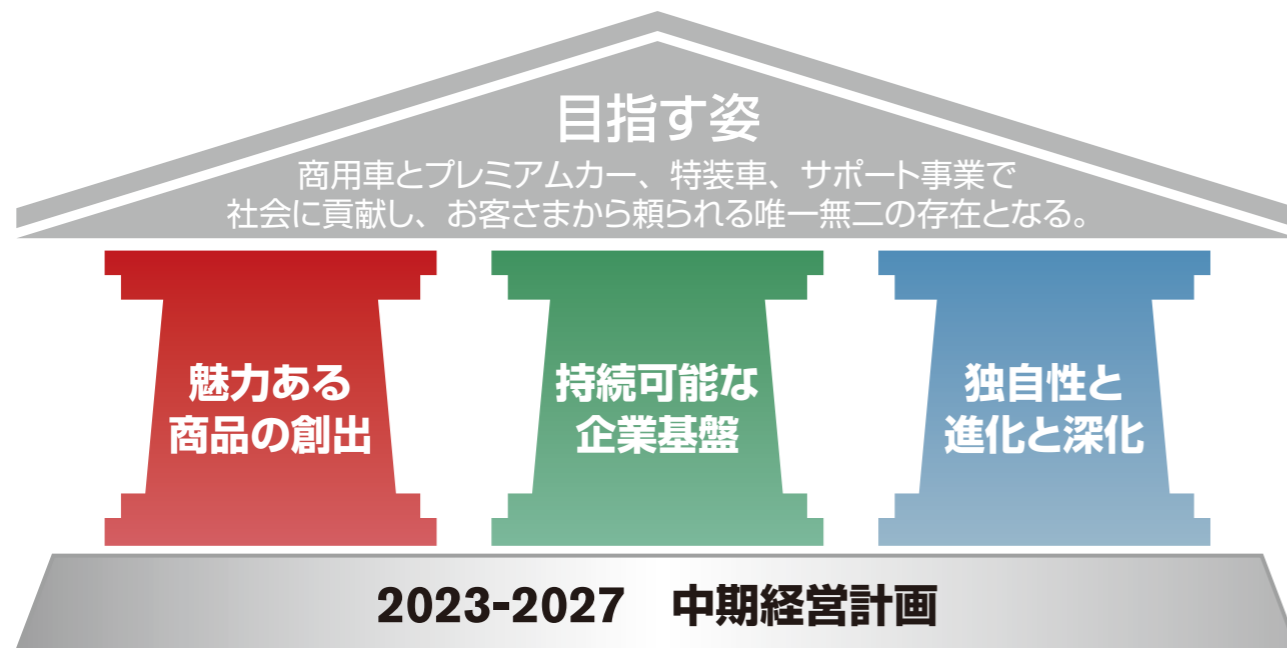 目指す姿
商用車とプレミアムカー、特装車、サポート事業で
社会に貢献し、お客さまから頼られる唯一無二の存在となる。
魅力ある
商品の創出
持続可能な
企業基盤
独自性と
進化と深化
2023-2027　中期経営計画